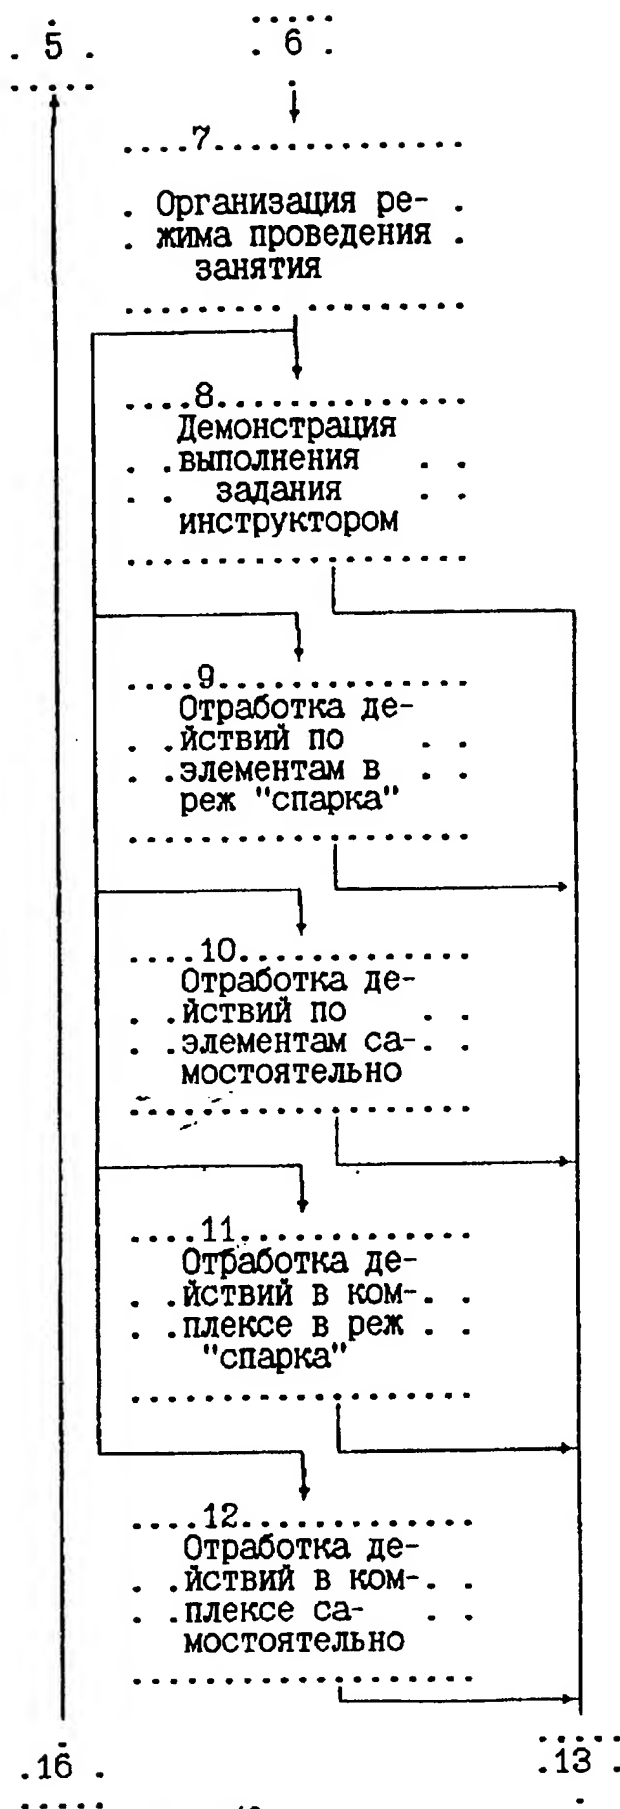 5
6
7
Организация ре-
жима проведения
занятия
8
Демонстрация
выполнения
задания
инструктором
9
Отработка де-
йствий по
элементам в
реж "спарка"
10
Отработка де-
йствий по
элементам са-
мостоятельно
11
Отработка де-
йствий в ком-
плексе в реж
"спарка"
12
Отработка де-
йствий в ком-
плексе са-
мостоятельно
16
13